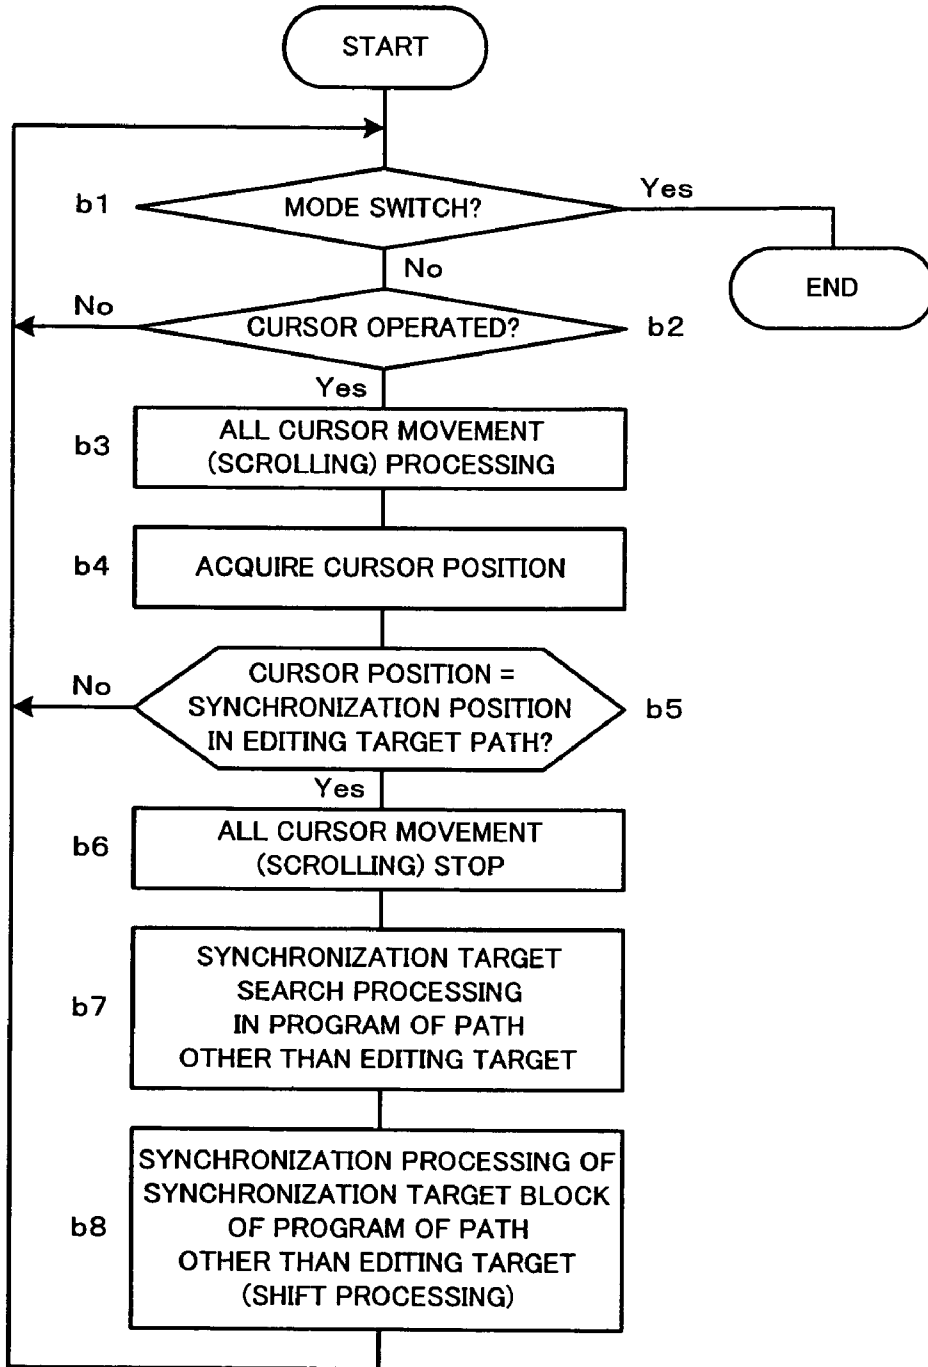 START
b1
MODE SWITCH?
Yes
No
END
No
CURSOR OPERATED?
b2
Yes
b3
ALL CURSOR MOVEMENT
(SCROLLING) PROCESSING
b4
ACQUIRE CURSOR POSITION
No
CURSOR POSITION =
SYNCHRONIZATION POSITION
IN EDITING TARGET PATH?
b5
Yes
b6
ALL CURSOR MOVEMENT
(SCROLLING) STOP
b7
SYNCHRONIZATION TARGET
SEARCH PROCESSING
IN PROGRAM OF PATH
OTHER THAN EDITING TARGET
b8
SYNCHRONIZATION PROCESSING OF
SYNCHRONIZATION TARGET BLOCK
OF PROGRAM OF PATH
OTHER THAN EDITING TARGET
(SHIFT PROCESSING)